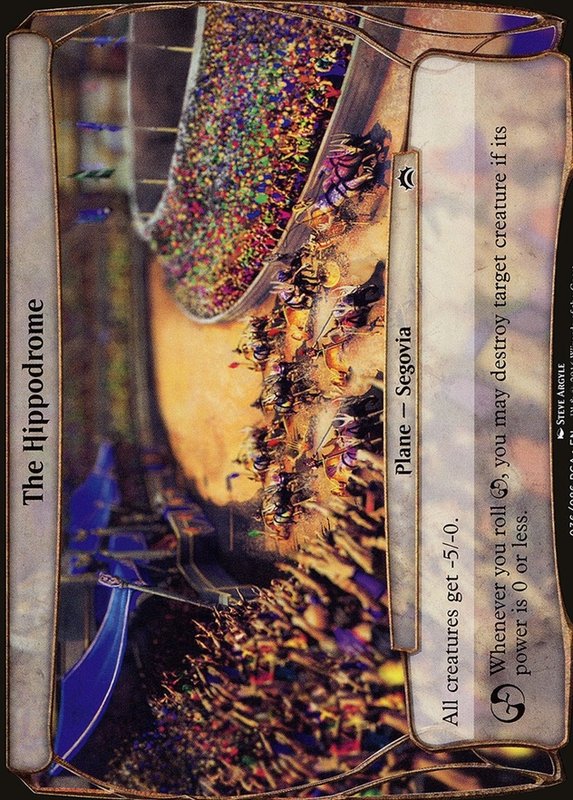 The Hippodrome
Plane — Segovia
All creatures get -5/-0.
Whenever you roll , you may destroy target creature if its
power is 0 or less.
STEVE ARGYLE